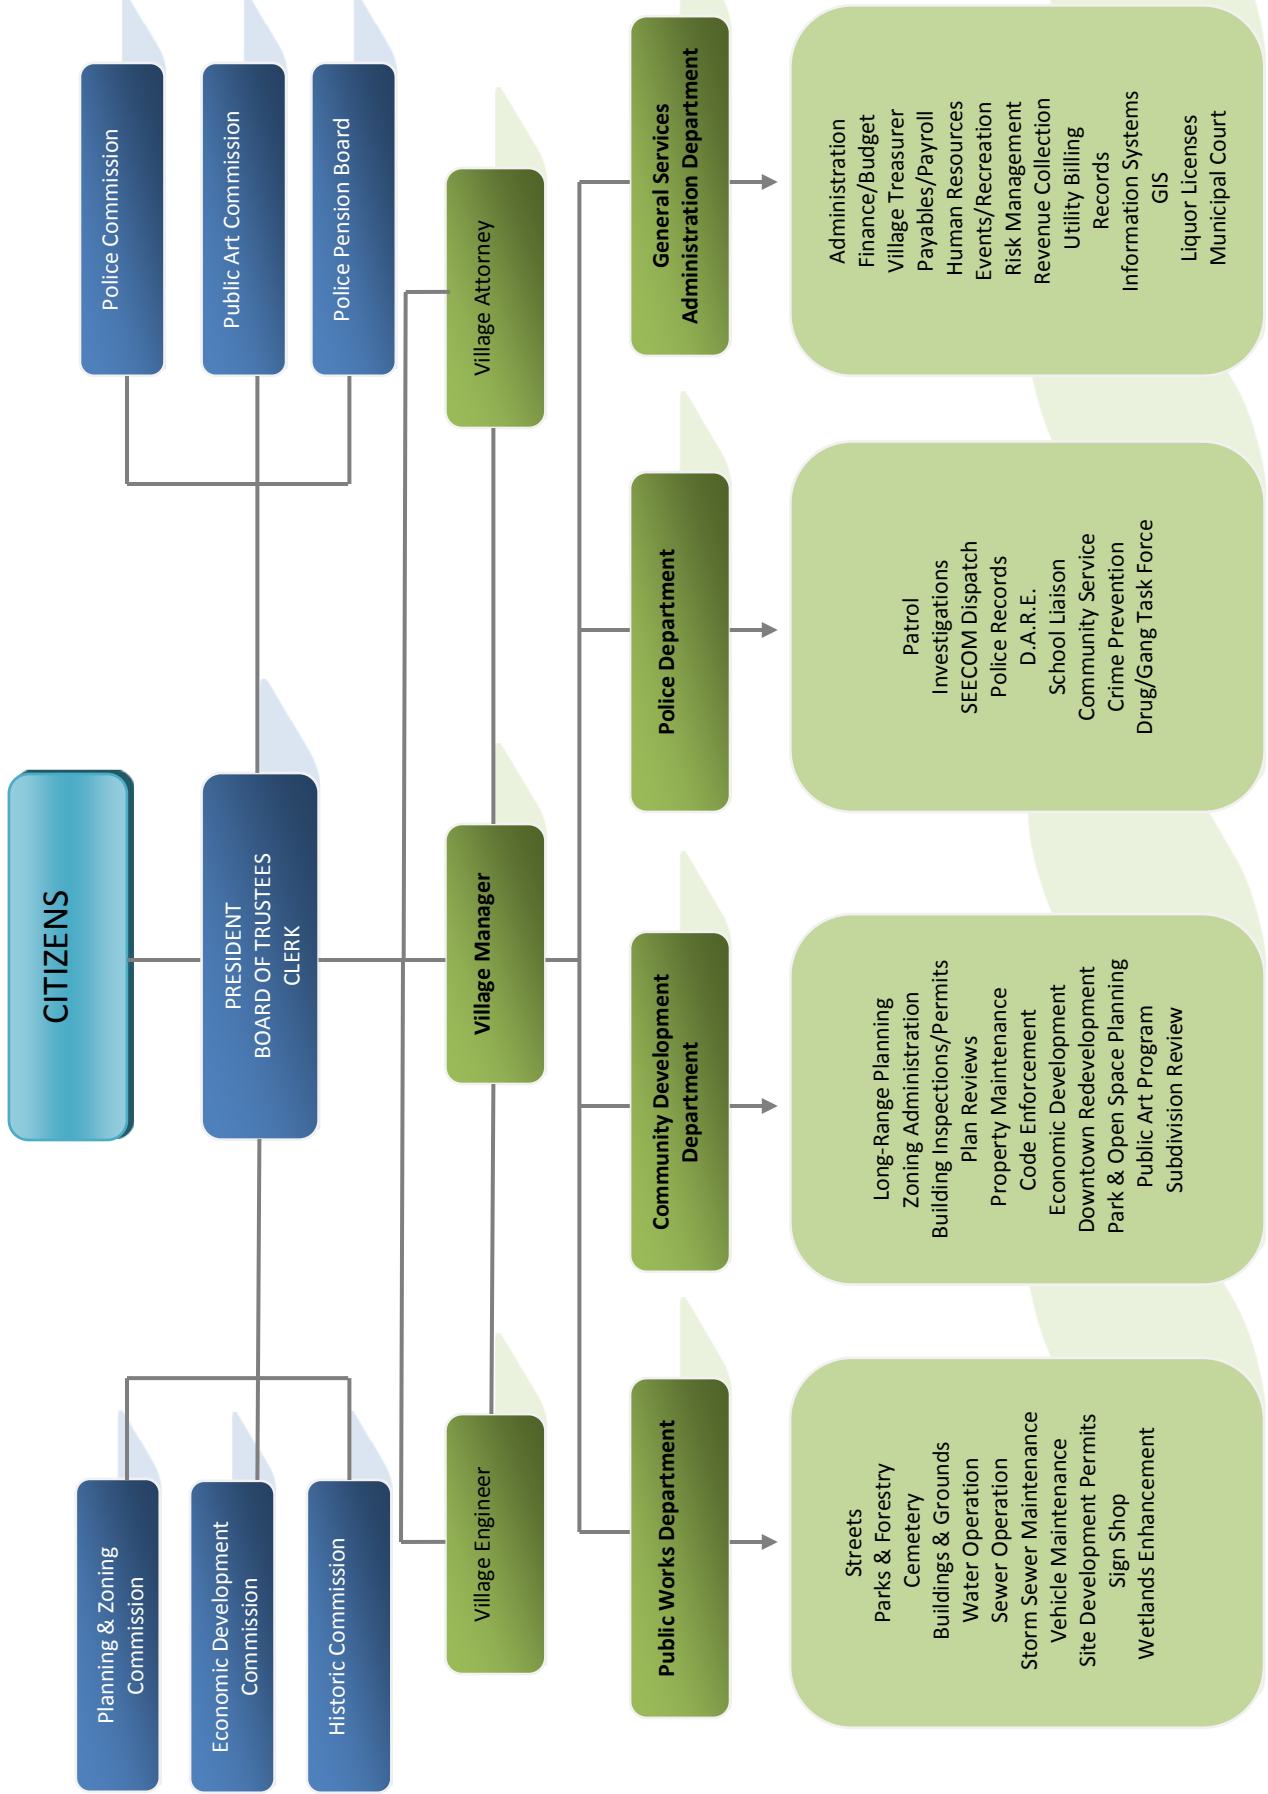 CITIZENS
PRESIDENT
BOARD OF TRUSTEES
CLERK
Planning & Zoning
Commission
Economic Development
Commission
Historic Commission
Police Commission
Public Art Commission
Police Pension Board
Village Engineer
Village Manager
Village Attorney
Public Works Department
Community Development
Department
Police Department
General Services
Administration Department
Streets
Parks & Forestry
Cemetery
Buildings & Grounds
Water Operation
Sewer Operation
Storm Sewer Maintenance
Vehicle Maintenance
Site Development Permits
Sign Shop
Wetlands Enhancement
Long-Range Planning
Zoning Administration
Building Inspections/Permits
Plan Reviews
Property Maintenance
Code Enforcement
Economic Development
Downtown Redevelopment
Park & Open Space Planning
Public Art Program
Subdivision Review
Patrol
Investigations
SEECOM Dispatch
Police Records
D.A.R.E.
School Liaison
Community Service
Crime Prevention
Drug/Gang Task Force
Administration
Finance/Budget
Village Treasurer
Payables/Payroll
Human Resources
Events/Recreation
Risk Management
Revenue Collection
Utility Billing
Records
Information Systems
GIS
Liquor Licenses
Municipal Court